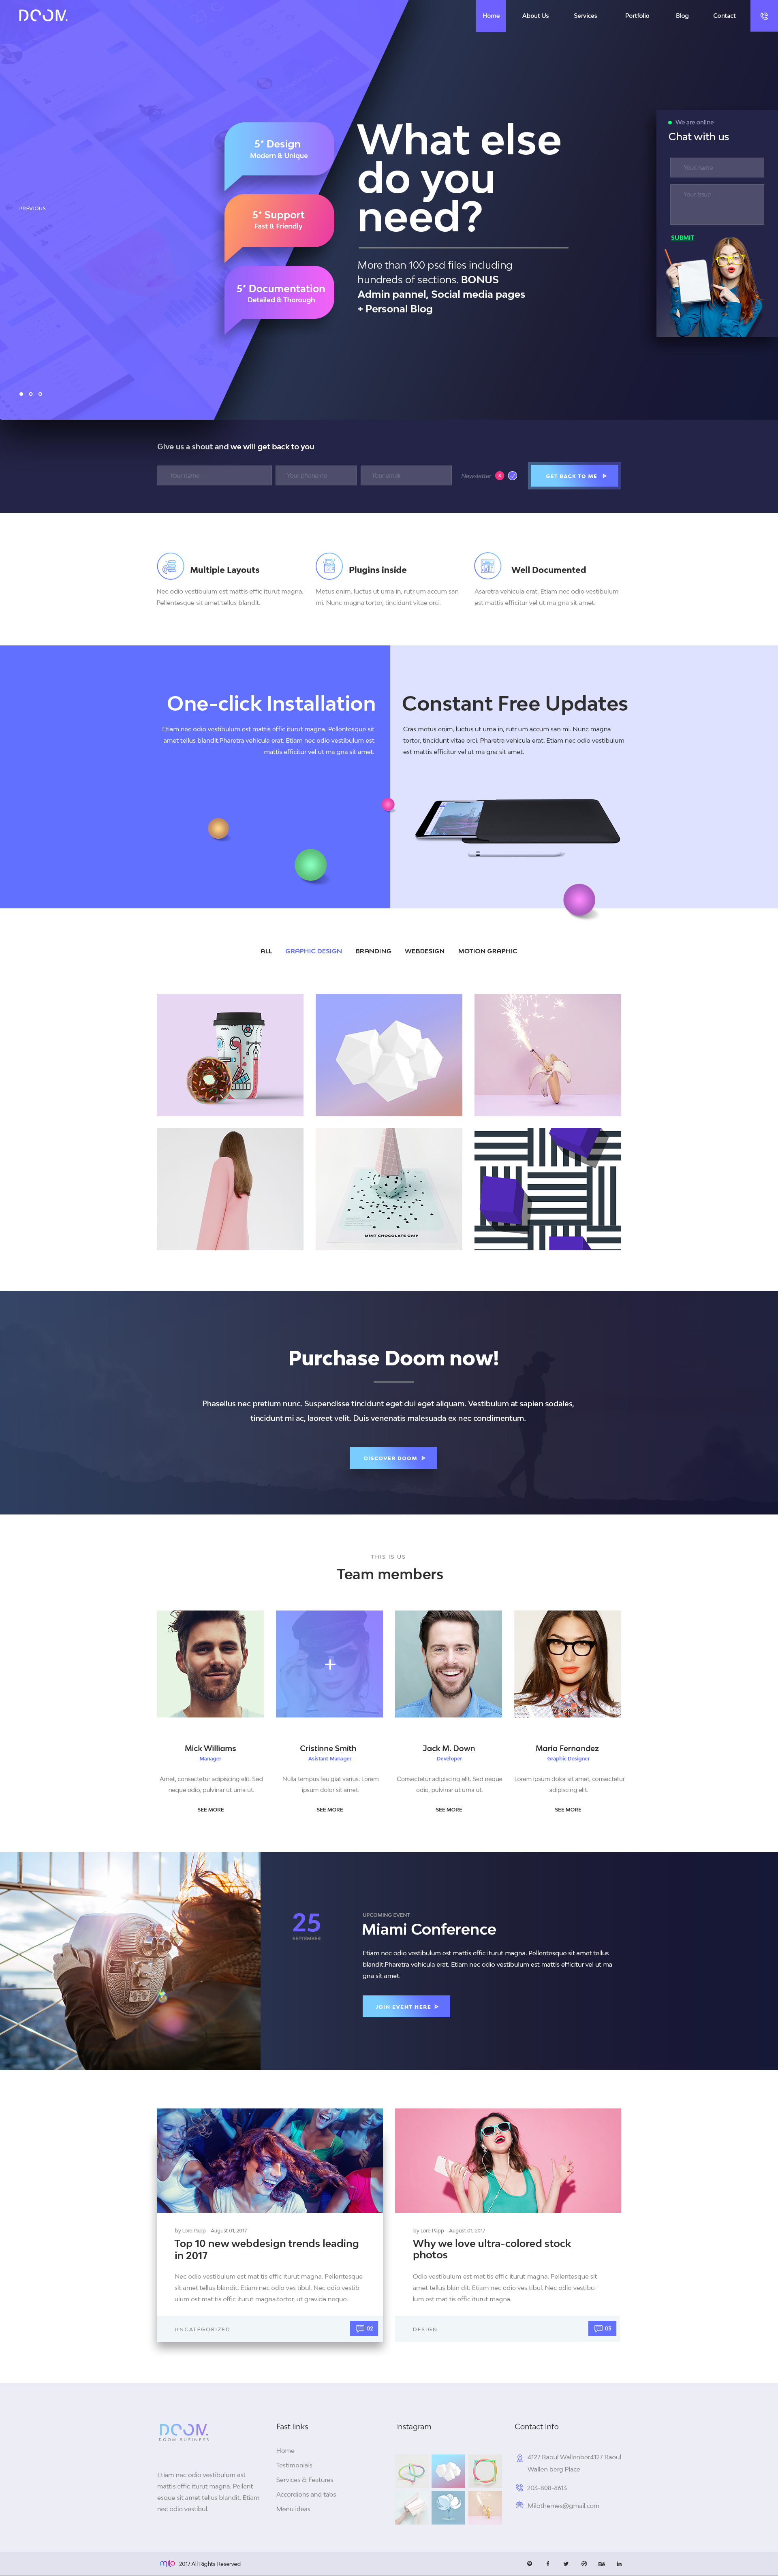 DOOM.
Home
About Us
Services
Portfolio
Blog
Contact
PREVIOUS
5* Design
Modern & Unique
5* Support
Fast & Friendly
5* Documentation
Detailed & Thorough
What else
do you
need?
More than 100 psd files including
hundreds of sections. BONUS
Admin pannel, Social media pages
+ Personal Blog
We are online
Chat with us
Your name
Your issue
SUBMIT
Give us a shout and we will get back to you
Your name
Your phone no
Your email
Newsletter
GET BACK TO ME
Multiple Layouts
Nec odio vestibulum est mattis effic iturut magna.
Pellentesque sit amet tellus blandit.
Plugins inside
Metus enim, luctus ut urna in, rutr um accum san
mi. Nunc magna tortor, tincidunt vitae orci.
Well Documented
Asaretra vehicula erat. Etiam nec odio vestibulum
est mattis efficitur vel ut ma gna sit amet.
One-click Installation
Etiam nec odio vestibulum est mattis effic iturut magna. Pellentesque sit
amet tellus blandit.Pharetra vehicula erat. Etiam nec odio vestibulum est
mattis efficitur vel ut ma gna sit amet.
Constant Free Updates
Cras metus enim, luctus ut urna in, rutr um accum san mi. Nunc magna
tortor, tincidunt vitae orci. Pharetra vehicula erat. Etiam nec odio vestibulum
est mattis efficitur vel ut ma gna sit amet.
ALL
GRAPHIC DESIGN
BRANDING
WEBDESIGN
MOTION GRAPHIC
MINT CHOCOLATE CHIP
Purchase Doom now!
Phasellus nec pretium nunc. Suspendisse tincidunt eget dui eget aliquam. Vestibulum at sapien sodales,
tincidunt mi ac, laoreet velit. Duis venenatis malesuada ex nec condimentum.
DISCOVER DOOM
THIS IS US
Team members
Mick Williams
Manager
Amet, consectetur adipiscing elit. Sed
neque odio, pulvinar ut urna ut.
SEE MORE
Cristinne Smith
Asistant Manager
Nulla tempus feu giat varius. Lorem
ipsum dolor sit amet.
SEE MORE
Jack M. Down
Developer
Consectetur adipiscing elit. Sed neque
odio, pulvinar ut urna ut.
SEE MORE
Maria Fernandez
Graphic Designer
Lorem ipsum dolor sit amet, consectetur
adipiscing elit.
SEE MORE
25
SEPTEMBER
UPCOMING EVENT
Miami Conference
Etiam nec odio vestibulum est mattis effic iturut magna. Pellentesque sit amet tellus
blandit.Pharetra vehicula erat. Etiam nec odio vestibulum est mattis efficitur vel ut ma
gna sit amet.
JOIN EVENT HERE
by Lore Papp August 01, 2017
Top 10 new webdesign trends leading
in 2017
Nec odio vestibulum est mat tis effic iturut magna. Pellentesque
sit amet tellus blandit. Etiam nec odio ves tibul. Nec odio vestib
ulum est mat tis effic iturut magna.tortor, ut gravida neque.
UNCATEGORIZED
02
by Lore Papp August 01, 2017
Why we love ultra-colored stock
photos
Odio vestibulum est mat tis effic iturut magna. Pellentesque sit
amet tellus blan dit. Etiam nec odio ves tibul. Nec odio vestibu-
lum est mat tis effic iturut magna.
DESIGN
03
DOOM.
DOOM BUSINESS
Etiam nec odio vestibulum est
mattis effic iturut magna. Pellent
esque sit amet tellus blandit. Etiam
nec odio vestibul.
Fast links
Home
Testimonials
Services & Features
Accordions and tabs
Menu ideas
Instagram
Contact Info
4127 Raoul Wallenber4127 Raoul
Wallen berg Place
203-808-8613
Milothemes@gmail.com
milo
2017 All Rights Reserved